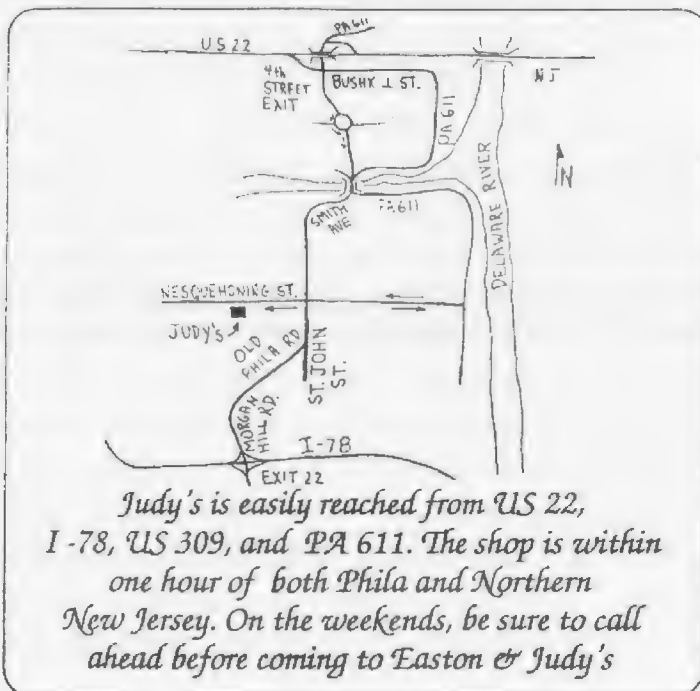 PA 611
US 22
4th
STREET
EXIT
BUSHKILL ST.
NJ
PA 611
N
SMITH
AVE
PA 611
DELAWARE RIVER
NESQUEHONING ST.
JUDY'S
OLD
PHILA RD
ST. JOHN
ST.
MORGAN
HILL RD.
I-78
EXIT 22
Judy's is easily reached from US 22,
I -78, US 309, and PA 611. The shop is within
one hour of both Phila and Northern
New Jersey. On the weekends, be sure to call
ahead before coming to Easton & Judy's